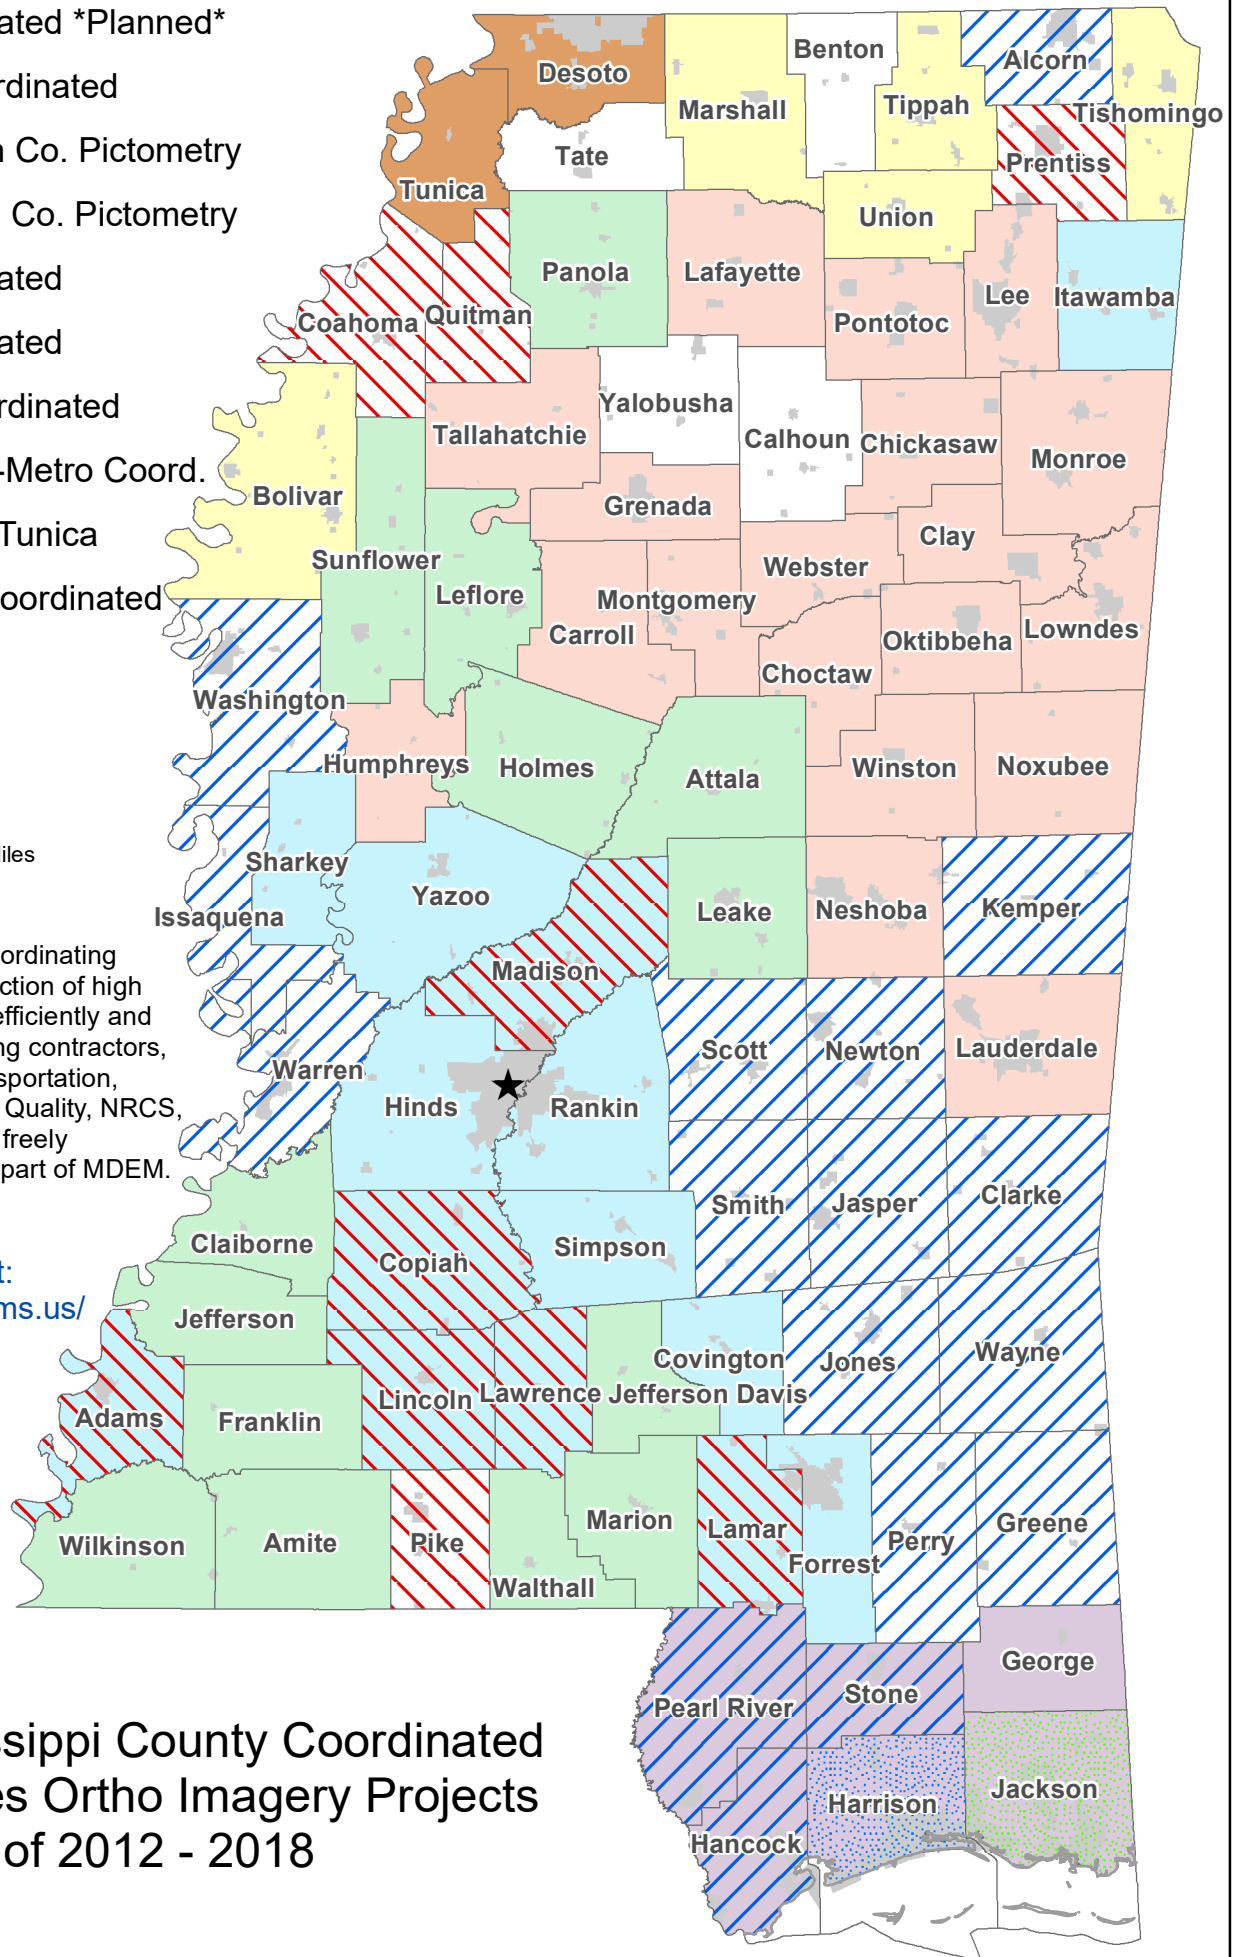 ated *Planned*
rdinated
n Co. Pictometry
Co. Pictometry
ated
ated
rdinated
-Metro Coord.
Tunica
oordinated
iles
ordinating
ction of high
efficiently and
ng contractors,
sportation,
Quality, NRCS,
freely
part of MDEM.
t:
ms.us/
Desoto
Marshall
Benton
Tippah
Alcorn
Tishomingo
Tate
Prentiss
Tunica
Union
Panola
Lafayette
Lee
Itawamba
Pontotoc
Coahoma
Quitman
Yalobusha
Tallahatchie
Calhoun
Chickasaw
Monroe
Bolivar
Grenada
Clay
Sunflower
Webster
Leflore
Montgomery
Carroll
Oktibbeha
Lowndes
Choctaw
Washington
Humphreys
Holmes
Attala
Winston
Noxubee
Sharkey
Yazoo
Issaquena
Leake
Neshoba
Kemper
Madison
Scott
Newton
Lauderdale
Warren
Hinds
Rankin
Smith
Jasper
Clarke
Claiborne
Copiah
Simpson
Jefferson
Covington
Jones
Wayne
Adams
Franklin
Lincoln
Lawrence
Jefferson Davis
Wilkinson
Amite
Pike
Walthall
Marion
Lamar
Forrest
Perry
Greene
George
Pearl River
Stone
Harrison
Jackson
Hancock
ssippi County Coordinated
es Ortho Imagery Projects
of 2012 - 2018